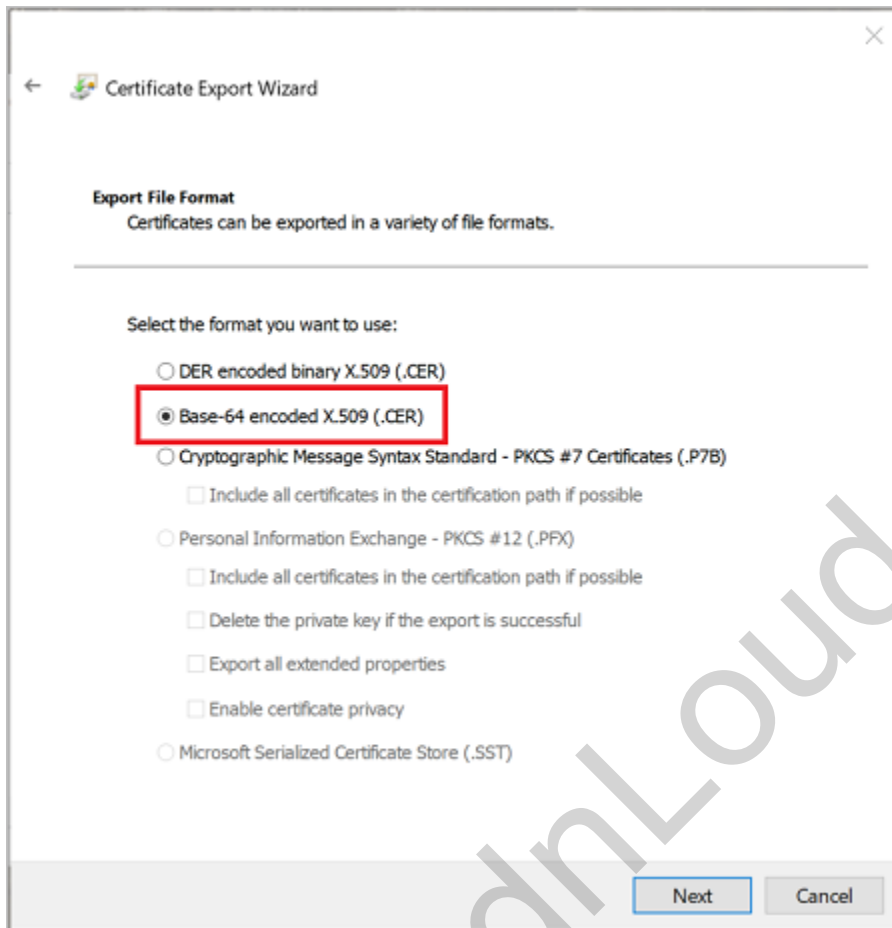 Certificate Export Wizard
Export File Format
Certificates can be exported in a variety of file formats.
Select the format you want to use:
DER encoded binary X.509 (.CER)
Base-64 encoded X.509 (.CER)
Cryptographic Message Syntax Standard - PKCS #7 Certificates (.P7B)
Include all certificates in the certification path if possible
Personal Information Exchange - PKCS #12 (.PFX)
Include all certificates in the certification path if possible
Delete the private key if the export is successful
Export all extended properties
Enable certificate privacy
Microsoft Serialized Certificate Store (.SST)
Next Cancel